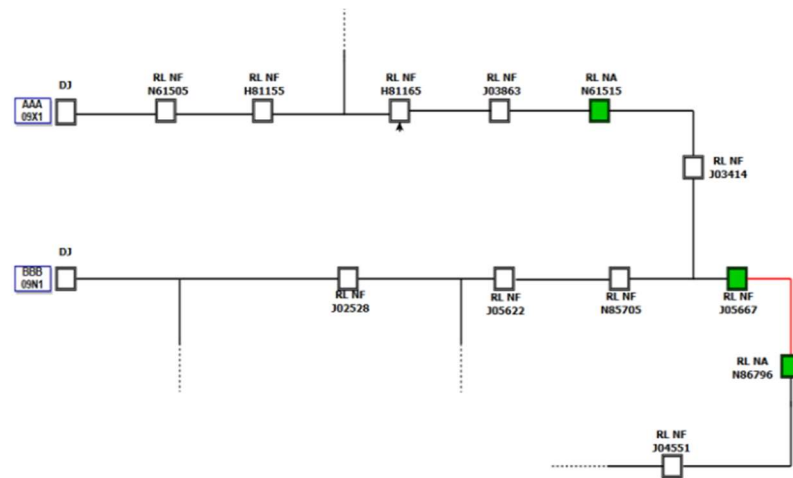 DJ
RL NF
N61505
RL NF
H81155
RL NF
H81165
RL NF
J03863
RL NA
N61515
AAA
09X1
RL NF
J03414
DJ
BBB
09N1
RL NF
J02528
RL NF
J05622
RL NF
N85705
RL NF
J05667
RL NA
N86796
RL NF
J04551